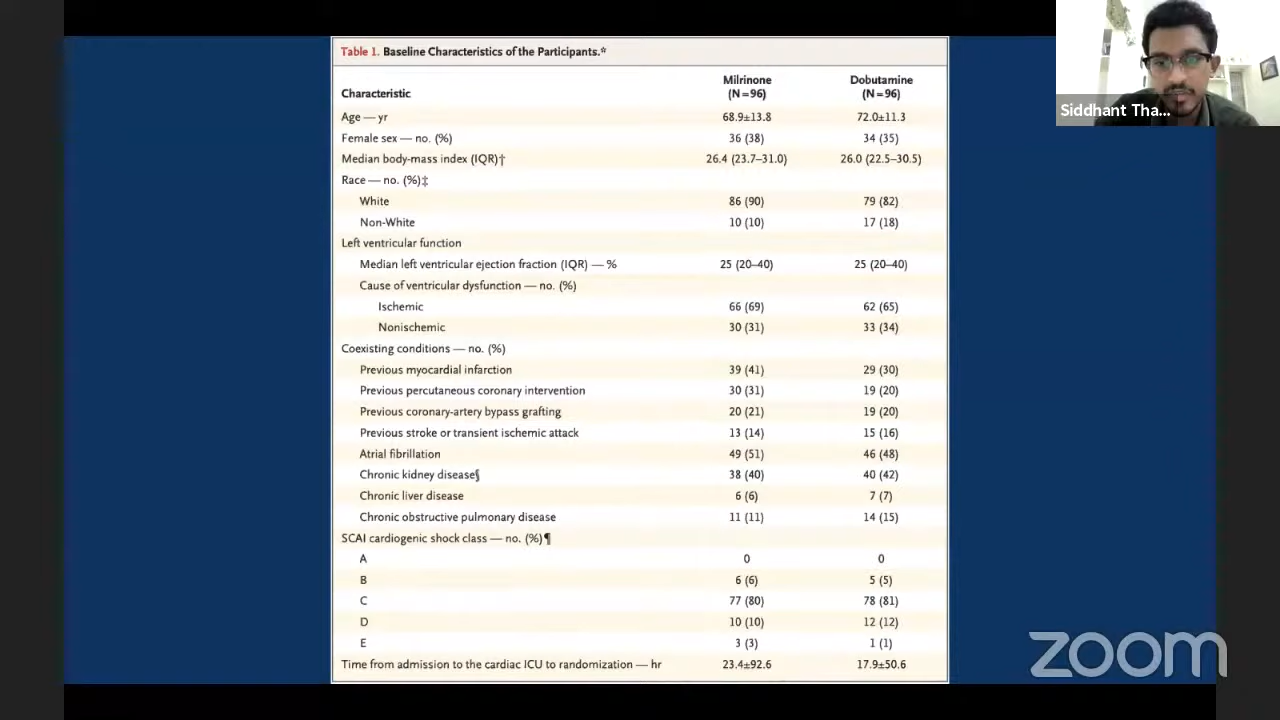 Table 1. Baseline Characteristics of the Participants.*
Characteristic Milrinone (N=96) Dobutamine (N=96)
Age — yr 68.9±13.8 72.0±11.3
Female sex — no. (%) 36 (38) 34 (35)
Median body-mass index (IQR)† 26.4 (23.7–31.0) 26.0 (22.5–30.5)
Race — no. (%)‡
White 86 (90) 79 (82)
Non-White 10 (10) 17 (18)
Left ventricular function
Median left ventricular ejection fraction (IQR) — % 25 (20–40) 25 (20–40)
Cause of ventricular dysfunction — no. (%)
Ischemic 66 (69) 62 (65)
Nonischemic 30 (31) 33 (34)
Coexisting conditions — no. (%)
Previous myocardial infarction 39 (41) 29 (30)
Previous percutaneous coronary intervention 30 (31) 19 (20)
Previous coronary-artery bypass grafting 20 (21) 19 (20)
Previous stroke or transient ischemic attack 13 (14) 15 (16)
Atrial fibrillation 49 (51) 46 (48)
Chronic kidney disease§ 38 (40) 40 (42)
Chronic liver disease 6 (6) 7 (7)
Chronic obstructive pulmonary disease 11 (11) 14 (15)
SCAI cardiogenic shock class — no. (%)¶
A 0 0
B 6 (6) 5 (5)
C 77 (80) 78 (81)
D 10 (10) 12 (12)
E 3 (3) 1 (1)
Time from admission to the cardiac ICU to randomization — hr 23.4±92.6 17.9±50.6
Siddhant Tha...
zoom